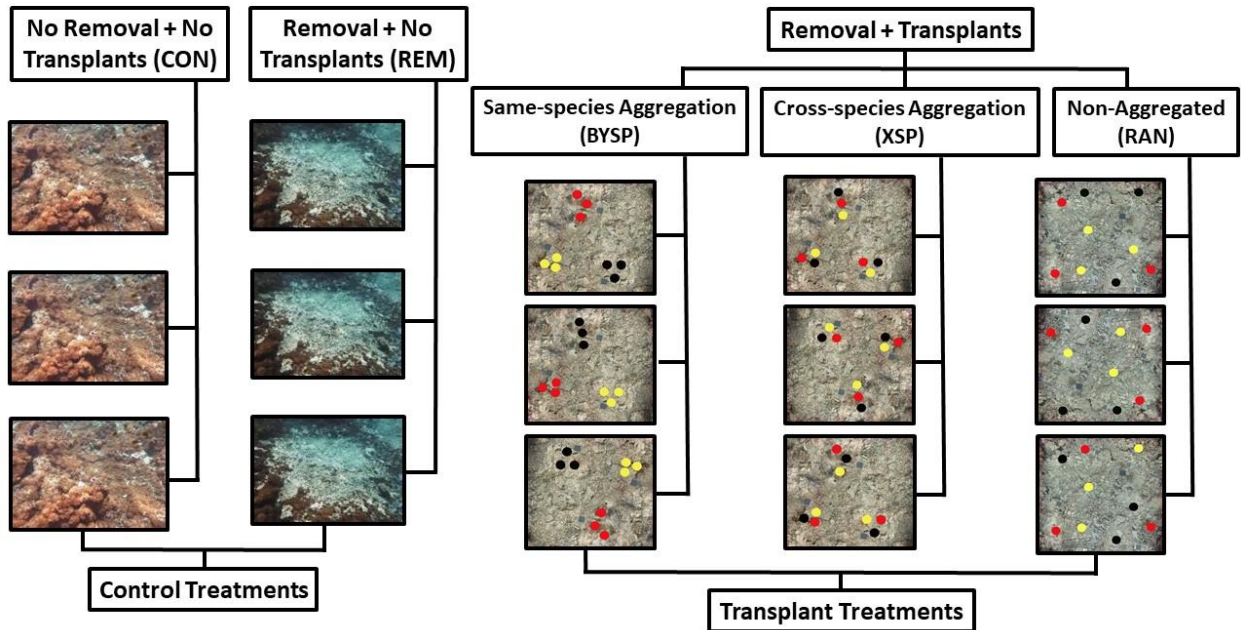 No Removal + No
Transplants (CON)
Removal + No
Transplants (REM)
Removal + Transplants
Same-species Aggregation
(BYSP)
Cross-species Aggregation
(XSP)
Non-Aggregated
(RAN)
Control Treatments
Transplant Treatments